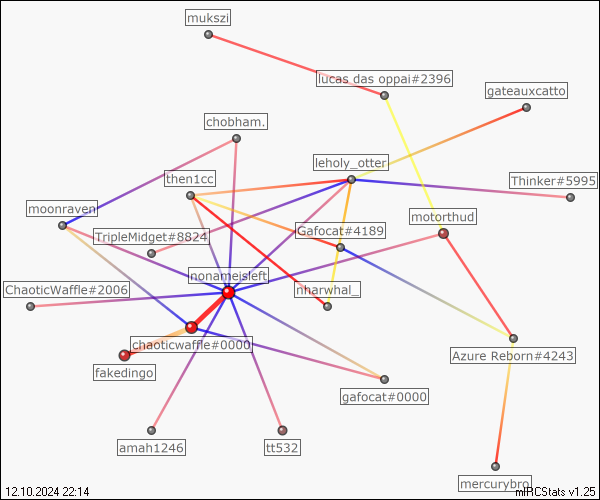 mukszi
lucas das oppai#2396
gateauxcatto
chobham.
leholy_otter
then1cc
Thinker#5995
moonraven
motorthud
TripleMidget#8824
Gafocat#4189
nonameisleft
ChaoticWaffle#2006
nharwhal_
chaoticwaffle#0000
Azure Reborn#4243
fakedingo
gafocat#0000
amah1246
tt532
mercurybro
12.10.2024 22:14
mIRCStats v1.25